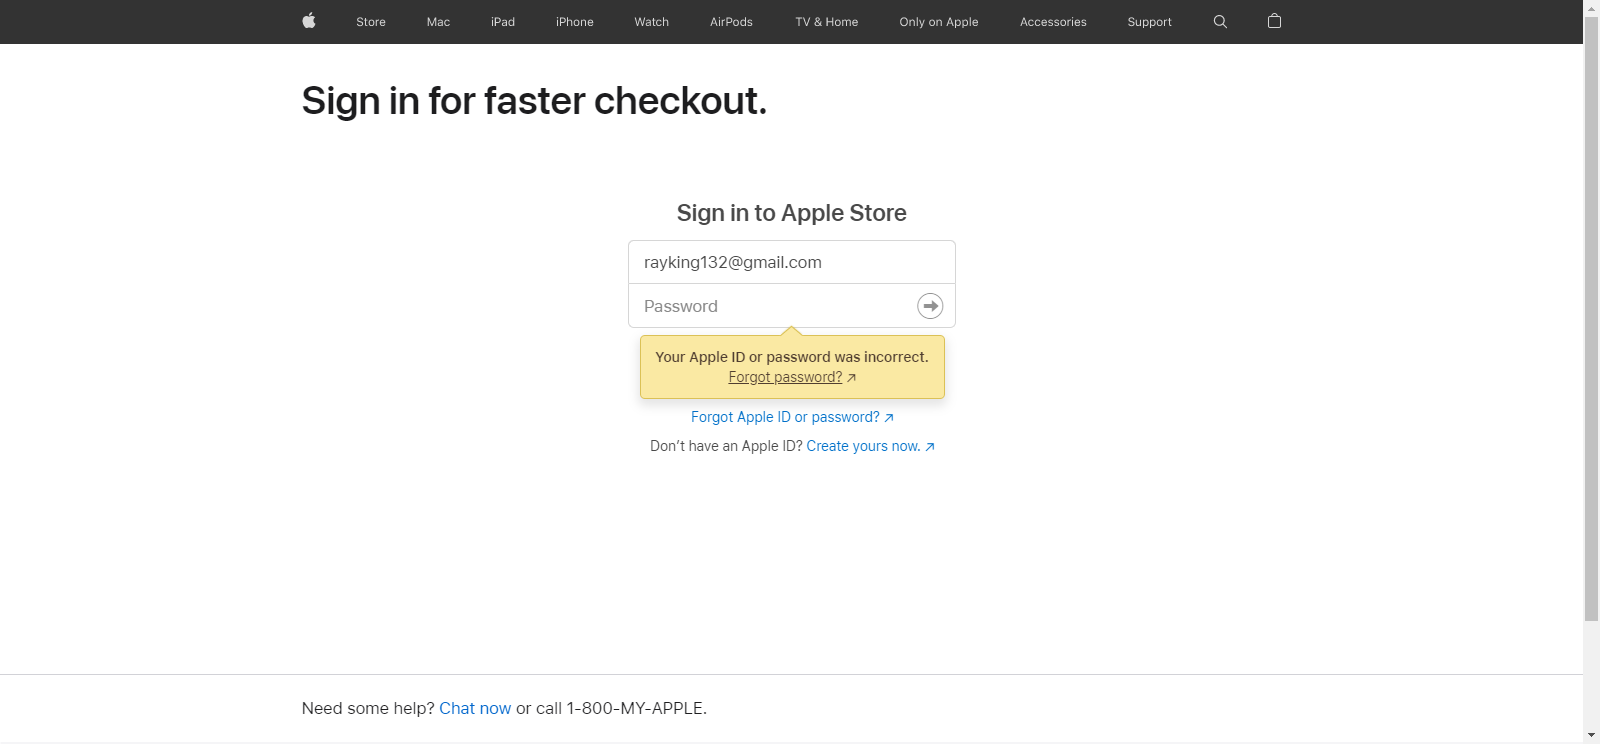 Store Mac iPad iPhone Watch AirPods TV & Home Only on Apple Accessories Support
Sign in for faster checkout.
Sign in to Apple Store
rayking132@gmail.com
Password
Your Apple ID or password was incorrect.
Forgot password?
Forgot Apple ID or password?
Don’t have an Apple ID? Create yours now.
Need some help? Chat now or call 1-800-MY-APPLE.